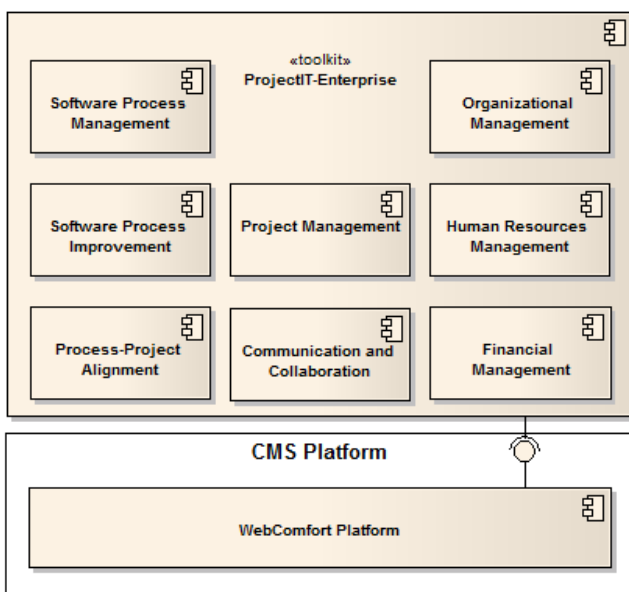 «toolkit»
ProjectIT-Enterprise
Software Process
Management
Organizational
Management
Software Process
Improvement
Project Management
Human Resources
Management
Process-Project
Alignment
Communication and
Collaboration
Financial
Management
CMS Platform
WebComfort Platform